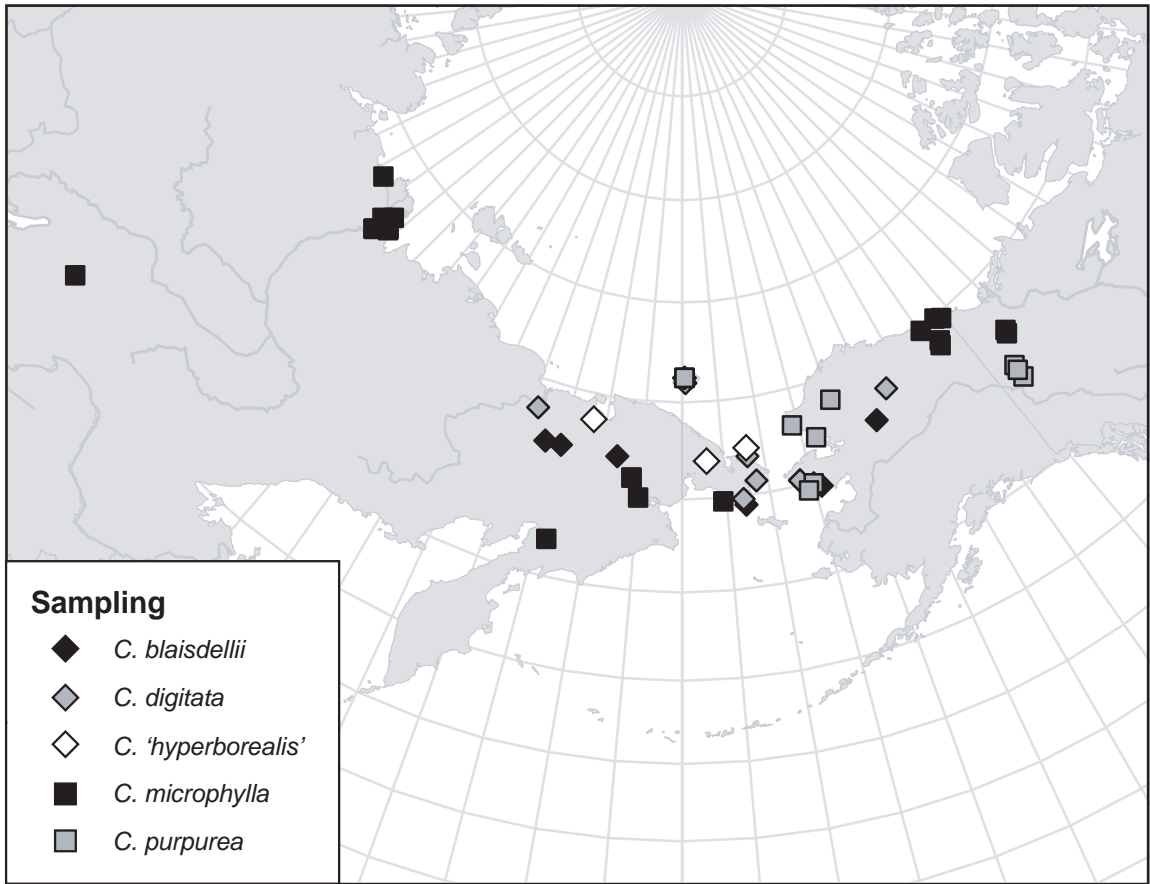 Sampling
C. blaisdellii
C. digitata
C. ‘hyperborealis’
C. microphylla
C. purpurea